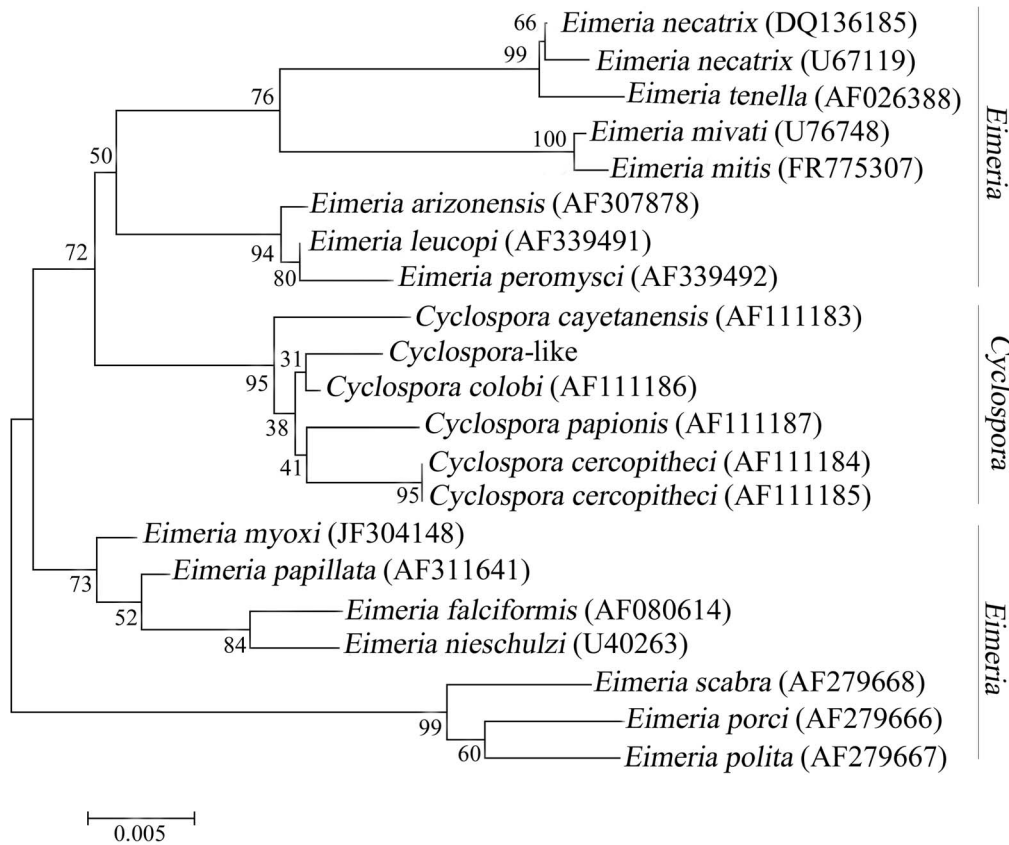 66
Eimeria necatrix (DQ136185)
99
Eimeria necatrix (U67119)
76
Eimeria tenella (AF026388)
100
Eimeria mivati (U76748)
50
Eimeria mitis (FR775307)
Eimeria
Eimeria arizonensis (AF307878)
72
94
Eimeria leucopi (AF339491)
80
Eimeria peromysci (AF339492)
Cyclospora cayetanensis (AF111183)
31
Cyclospora-like
95
Cyclospora colobi (AF111186)
Cyclospora
38
Cyclospora papionis (AF111187)
41
Cyclospora cercopitheci (AF111184)
95
Cyclospora cercopitheci (AF111185)
Eimeria myoxi (JF304148)
73
Eimeria papillata (AF311641)
52
Eimeria falciformis (AF080614)
84
Eimeria nieschulzi (U40263)
Eimeria
Eimeria scabra (AF279668)
99
Eimeria porci (AF279666)
60
Eimeria polita (AF279667)
0.005